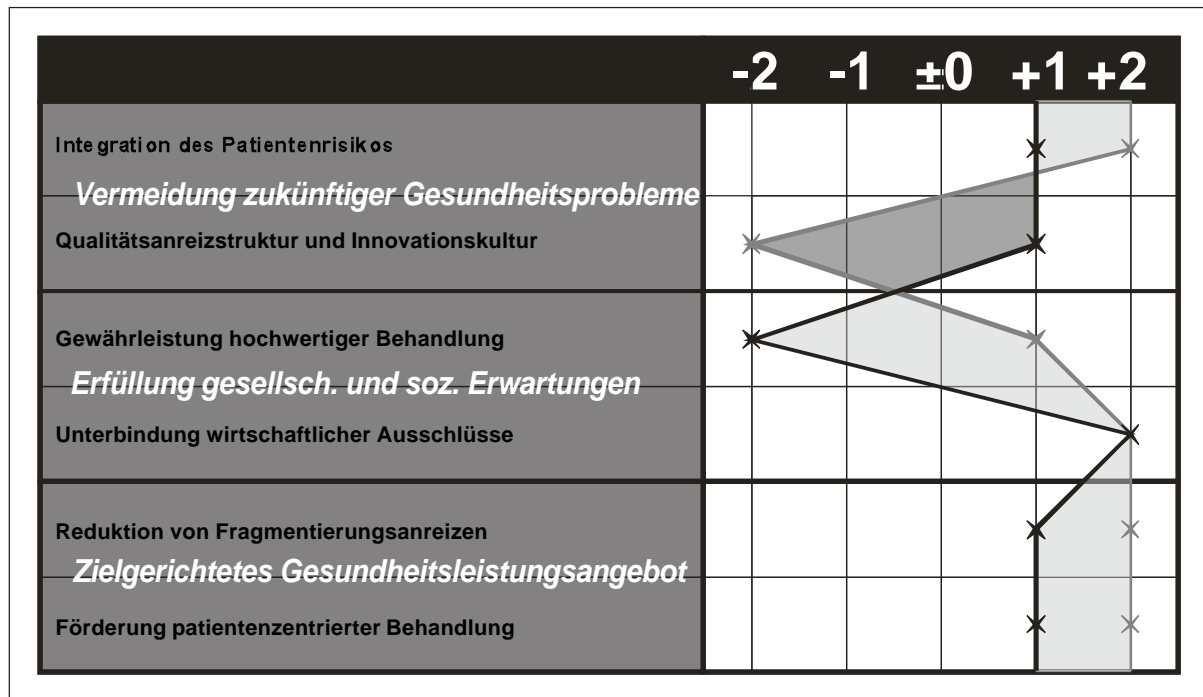 -2 -1 ±0 +1 +2
Integration des Patientenrisikos
Vermeidung zukünftiger Gesundheitsprobleme
Qualitätsanreizstruktur und Innovationskultur
Gewährleistung hochwertiger Behandlung
Erfüllung gesellsch. und soz. Erwartungen
Unterbindung wirtschaftlicher Ausschlüsse
Reduktion von Fragmentierungsanreizen
Zielgerichtetes Gesundheitsleistungsangebot
Förderung patientenzentrierter Behandlung